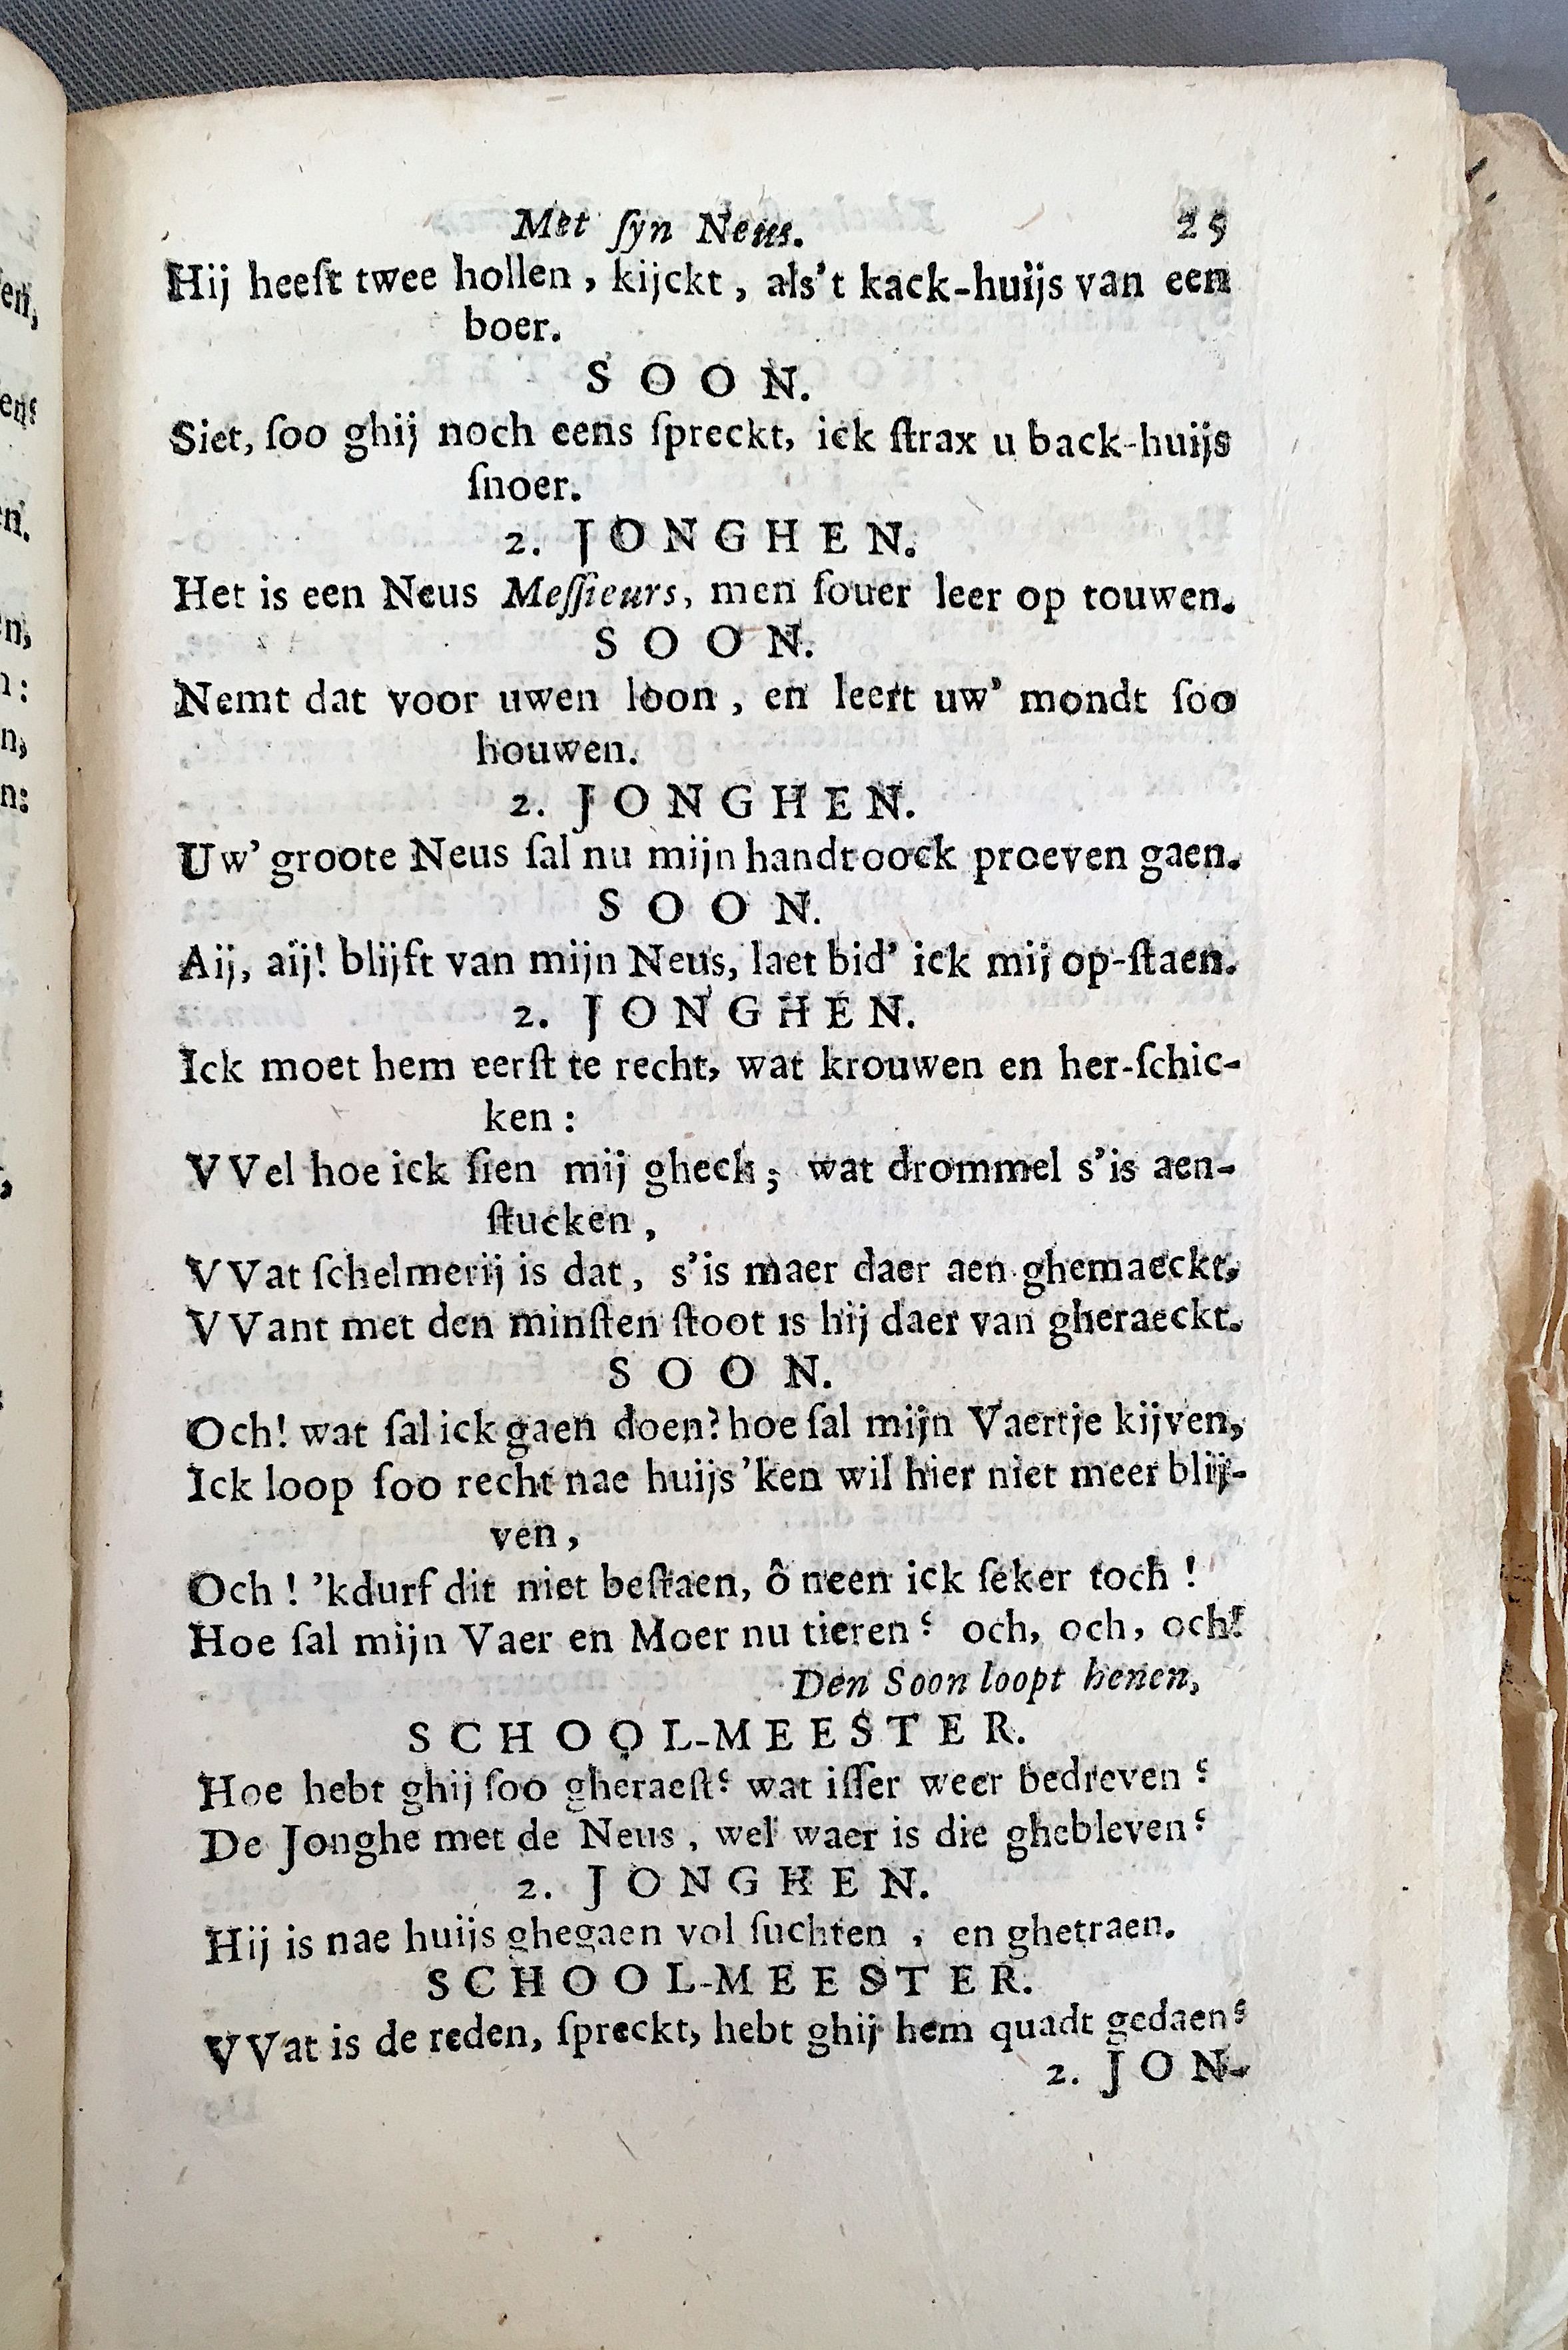 Met ſyn Neus. 25
Hij heeft twee hollen, kijckt, als't kack-huijs van een
boer.
SOON.
Siet, ſoo ghij noch eens ſpreckt, ick ſtrax u back-huijs
ſnoer.
2. JONGHEN.
Het is een Neus Meſſieurs, men ſouer leer op touwen.
SOON.
Nemt dat voor uwen loon, en leert uw' mondt ſoo
houwen.
2. JONGHEN.
Uw' groote Neus ſal nu mijn handt oock proeven gaen.
SOON.
Aij, aij! blijft van mijn Neus, laet bid' ick mij op-ſtaen.
2. JONGHEN.
Ick moet hem eerſt te recht, wat krouwen en her-ſchic-
ken:
VVel hoe ick ſien mij gheck; wat drommel s'is aen-
ſtucken,
VVat ſchelmerij is dat, s'is maer daer aen ghemaeckt,
VVant met den minſten ſtoot is hij daer van gheraeckt.
SOON.
Och! wat ſal ick gaen doen? hoe ſal mijn Vaertje kijven,
Ick loop ſoo recht nae huijs 'ken wil hier niet meer blij-
ven,
Och! 'kdurf dit niet beſtaen, ô neen ick ſeker toch!
Hoe ſal mijn Vaer en Moer nu tieren? och, och, och!
Den Soon loopt henen,
SCHOOL-MEESTER.
Hoe hebt ghij ſoo gheraeſt? wat iſſer weer bedreven?
De Jonghe met de Neus, wel waer is die ghebleven?
2. JONGHEN.
Hij is nae huijs ghegaen vol ſuchten, en ghetraen.
SCHOOL-MEESTER.
VVat is de reden, ſpreckt, hebt ghij hem quadt gedaen?
2. JON-